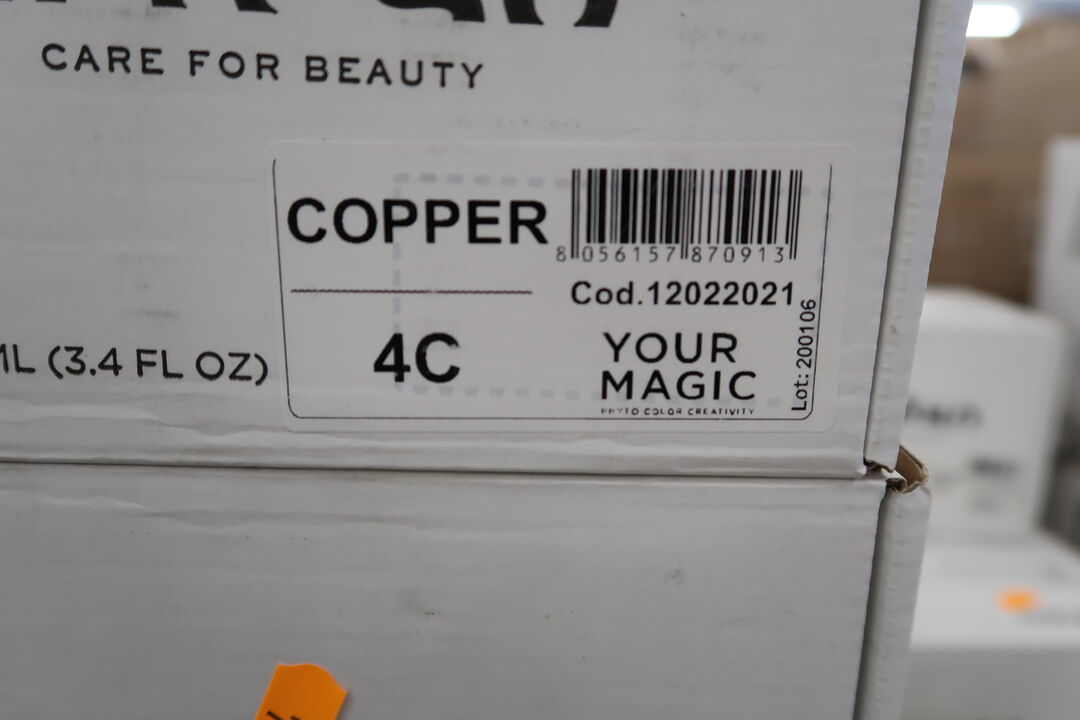 CARE FOR BEAUTY
COPPER
8 056157 870913
Cod.12022021
4C
YOUR
MAGIC
PHYTO COLOR CREATIVITY
Lot: 200106
ML (3.4 FL OZ)